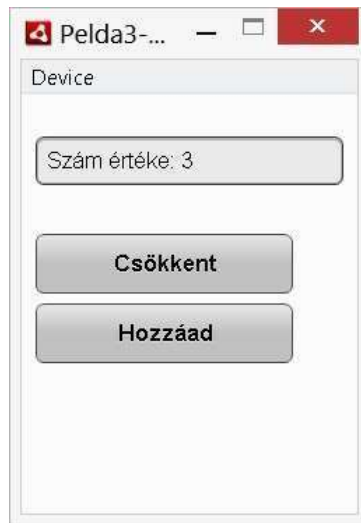 Pelda3-...
Device
Szám értéke: 3
Csökkent
Hozzáad